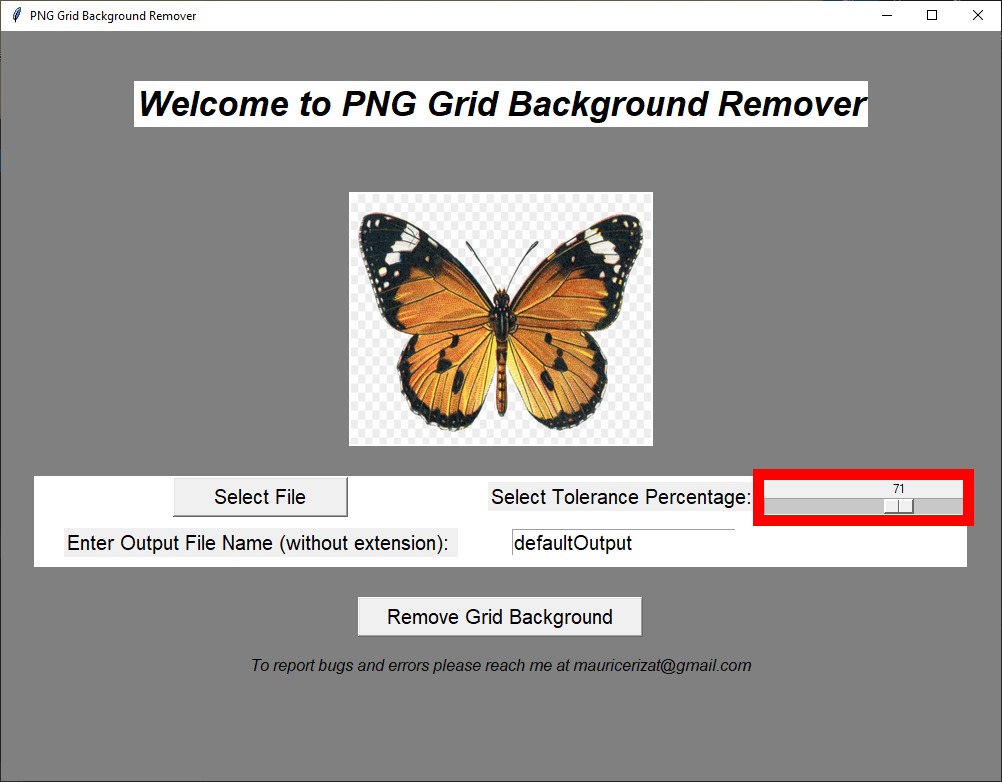 PNG Grid Background Remover
Welcome to PNG Grid Background Remover
Select File
Select Tolerance Percentage:
71
Enter Output File Name (without extension):
defaultOutput
Remove Grid Background
To report bugs and errors please reach me at mauricerizat@gmail.com